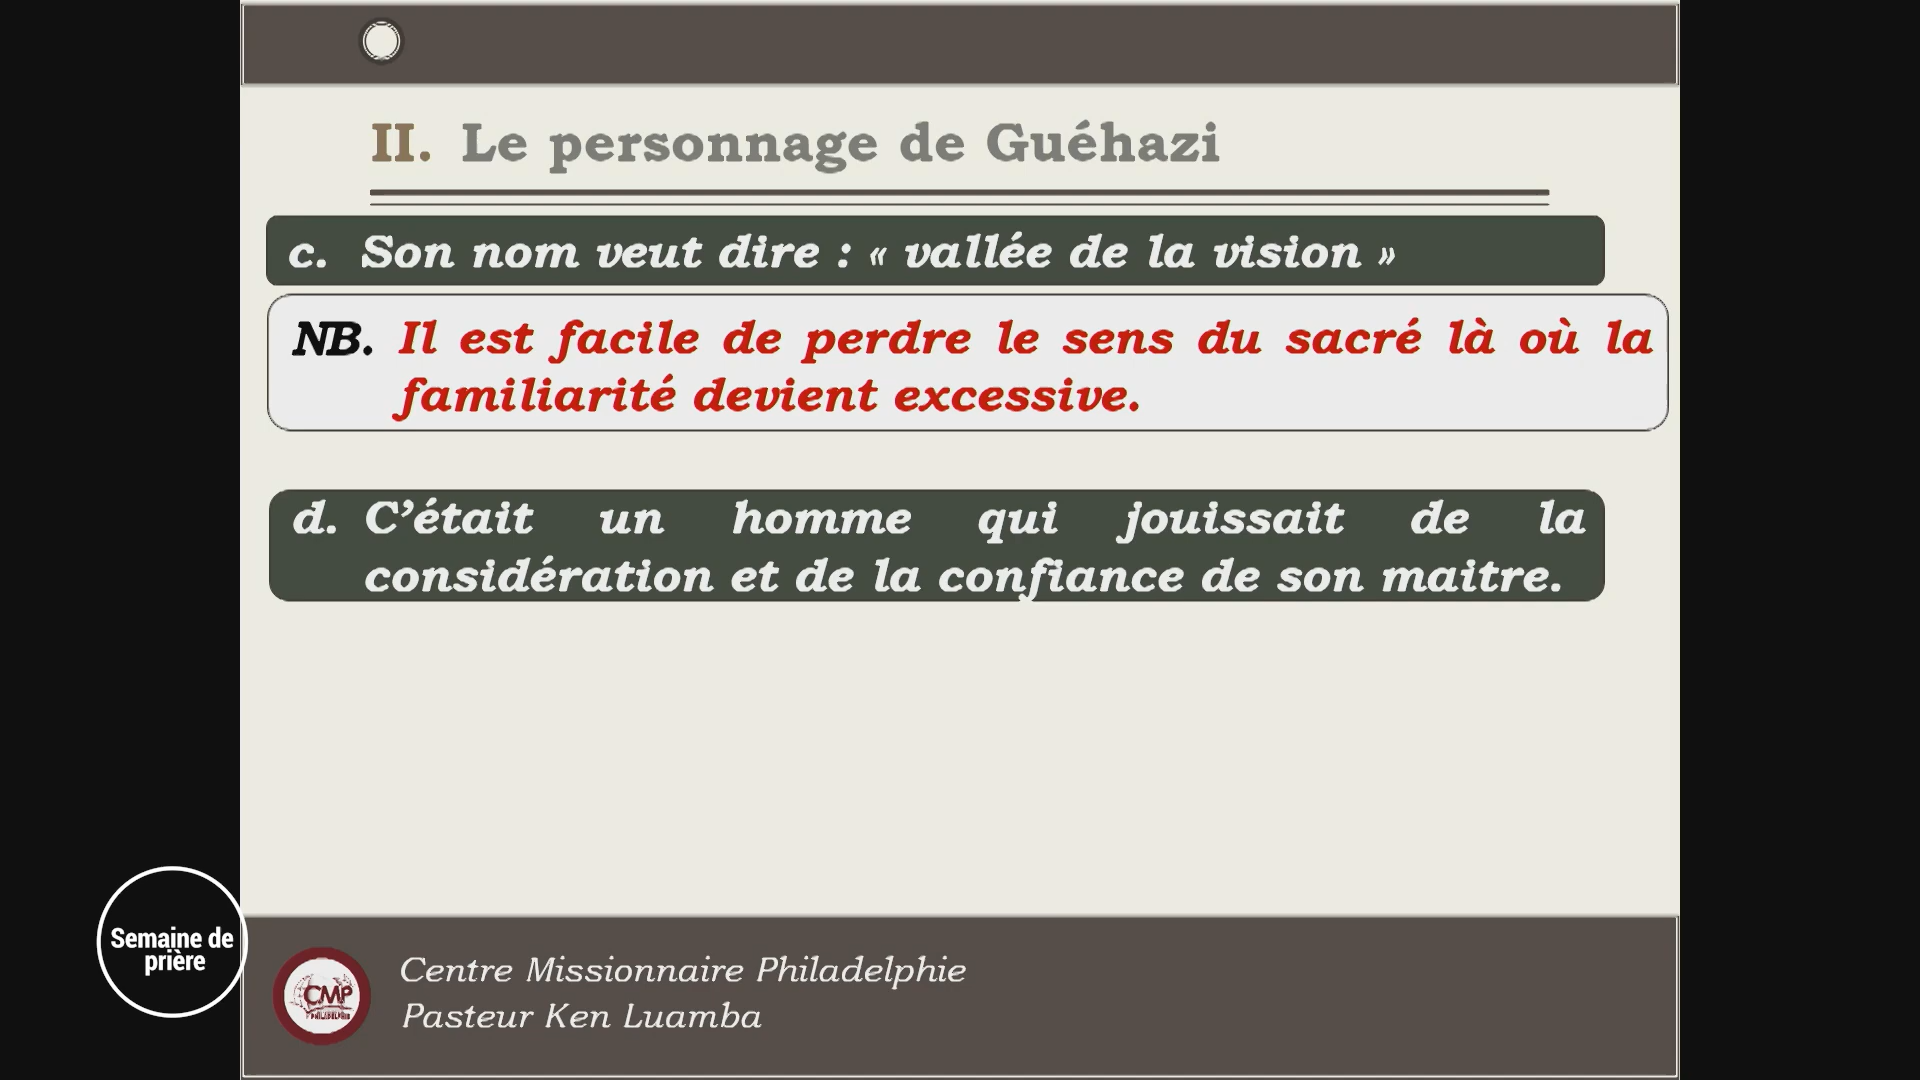 II. Le personnage de Guéhazi
c. Son nom veut dire : « vallée de la vision »
NB. Il est facile de perdre le sens du sacré là où la
familiarité devient excessive.
d. C’était un homme qui jouissait de la
considération et de la confiance de son maitre.
Semaine de
prière
CMP
PHILADELPHIE
Centre Missionnaire Philadelphie
Pasteur Ken Luamba